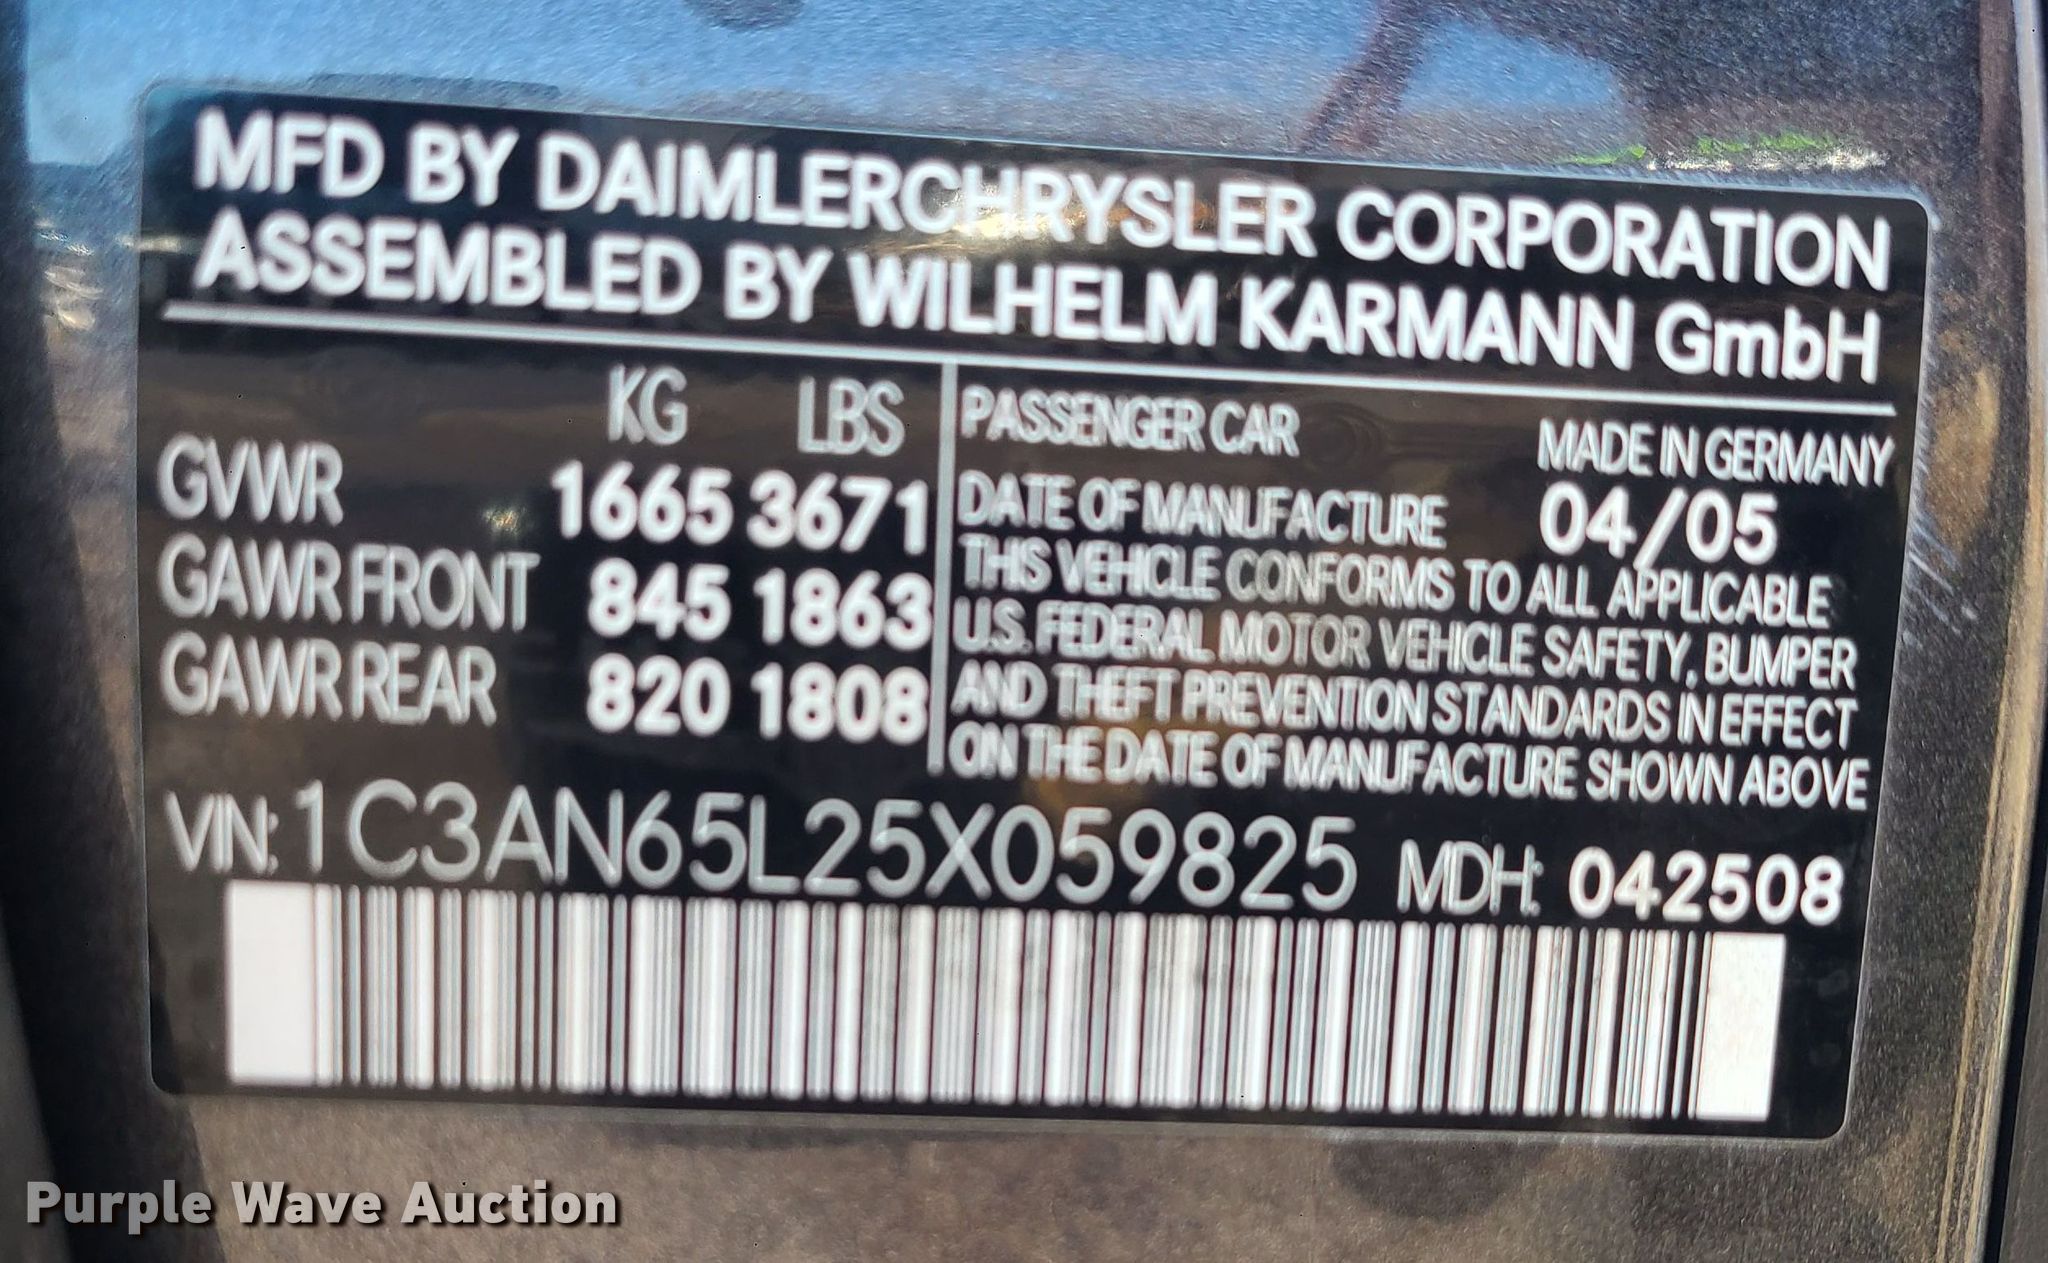 MFD BY DAIMLERCHRYSLER CORPORATION
ASSEMBLED BY WILHELM KARMANN GmbH
KG LBS
GVWR 1665 3671
GAWR FRONT 845 1863
GAWR REAR 820 1808
PASSENGER CAR MADE IN GERMANY
DATE OF MANUFACTURE 04/05
THIS VEHICLE CONFORMS TO ALL APPLICABLE
U.S. FEDERAL MOTOR VEHICLE SAFETY, BUMPER
AND THEFT PREVENTION STANDARDS IN EFFECT
ON THE DATE OF MANUFACTURE SHOWN ABOVE
VIN: 1C3AN65L25X059825 MDH: 042508
Purple Wave Auction